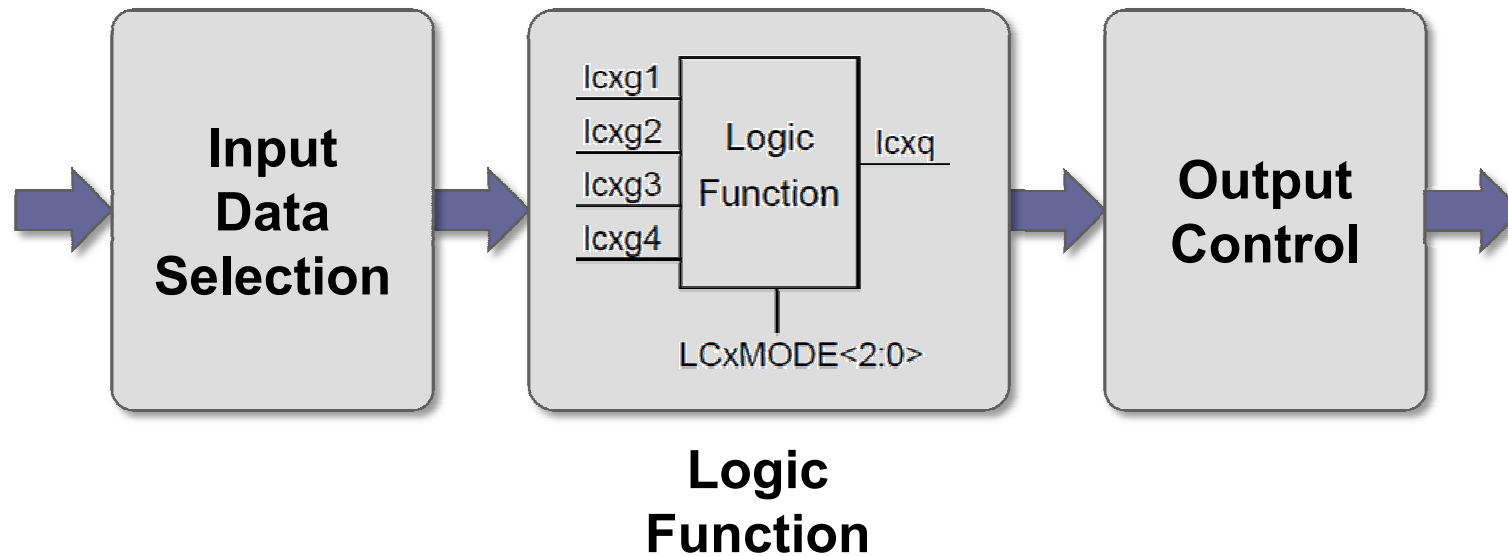 Input
Data
Selection
lcxg1
lcxg2
lcxg3
lcxg4
Logic
Function
lcxq
LCxMODE<2:0>
Output
Control
Logic
Function